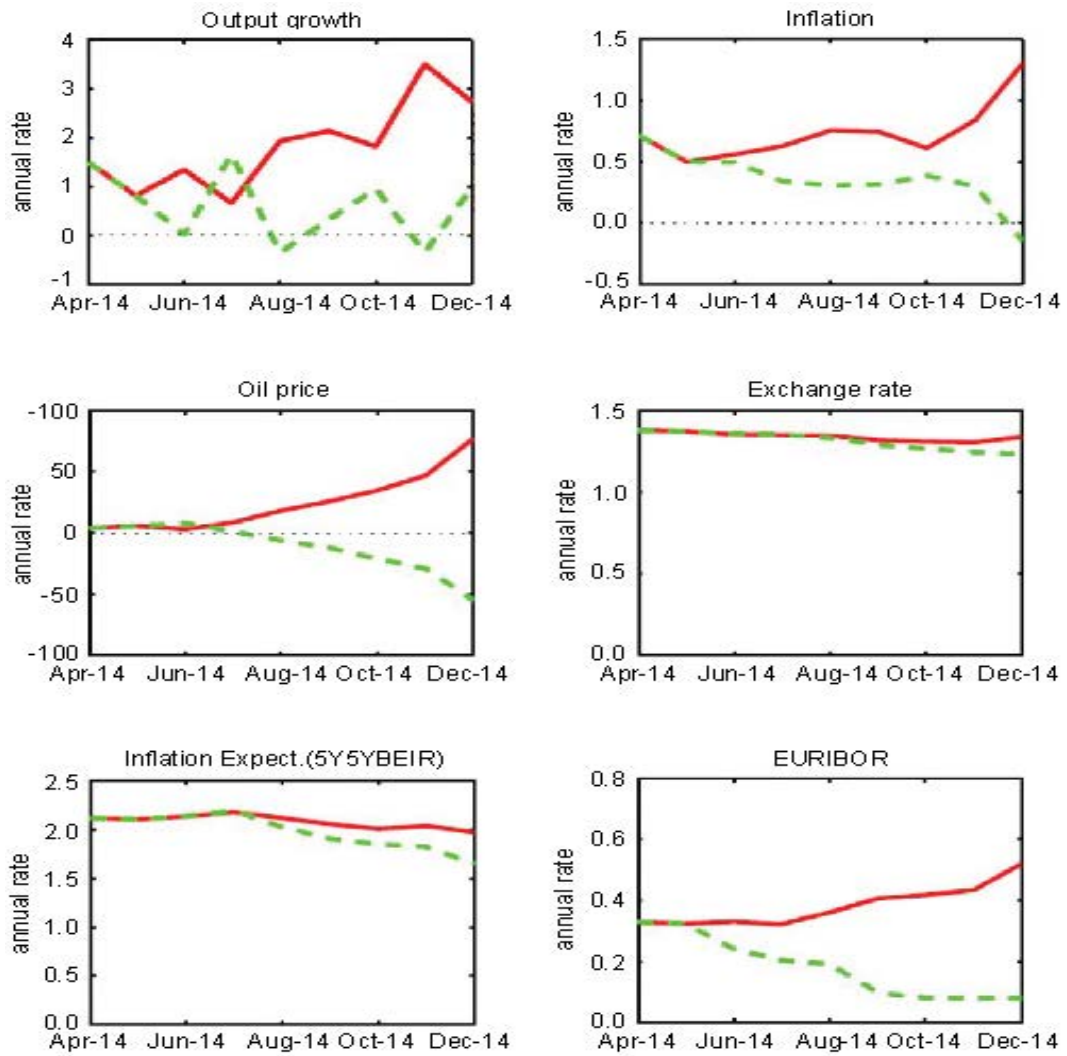 Output growth
4
3
2
1
0
-1
annual rate
Apr-14 Jun-14 Aug-14 Oct-14 Dec-14
Inflation
1.5
1.0
0.5
0.0
-0.5
annual rate
Apr-14 Jun-14 Aug-14 Oct-14 Dec-14
Oil price
-100
50
0
-50
-100
annual rate
Apr-14 Jun-14 Aug-14 Oct-14 Dec-14
Exchange rate
1.5
1.0
0.5
0.0
annual rate
Apr-14 Jun-14 Aug-14 Oct-14 Dec-14
Inflation Expect.(5Y5YBEIR)
2.5
2.0
1.5
1.0
0.5
0.0
annual rate
Apr-14 Jun-14 Aug-14 Oct-14 Dec-14
EURIBOR
0.8
0.6
0.4
0.2
0.0
annual rate
Apr-14 Jun-14 Aug-14 Oct-14 Dec-14